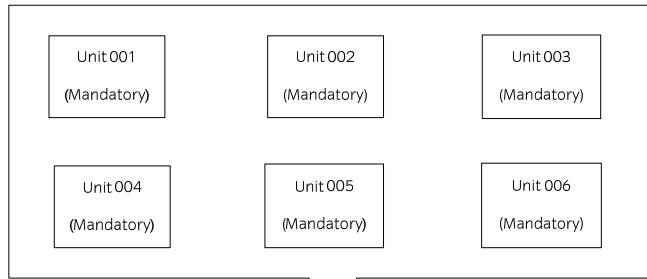 Unit 001
(Mandatory)
Unit 002
(Mandatory)
Unit 003
(Mandatory)
Unit 004
(Mandatory)
Unit 005
(Mandatory)
Unit 006
(Mandatory)